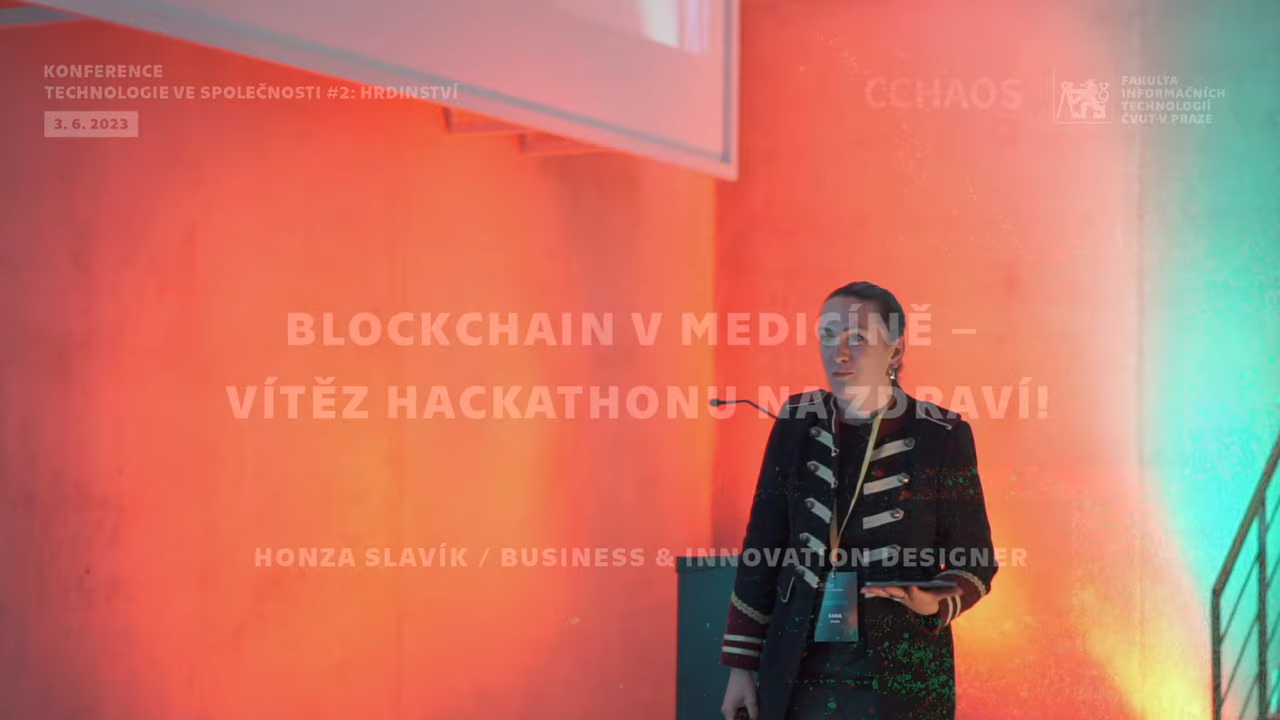 KONFERENCE
TECHNOLOGIE VE SPOLEČNOSTI #2: HRDINSTVÍ
3. 6. 2023
CCHAOS
FAKULTA
INFORMAČNÍCH
TECHNOLOGIÍ
ČVUT V PRAZE
BLOCKCHAIN V MEDICÍNĚ –
VÍTĚZ HACKATHONU NA ZDRAVÍ!
HONZA SLAVÍK / BUSINESS & INNOVATION DESIGNER